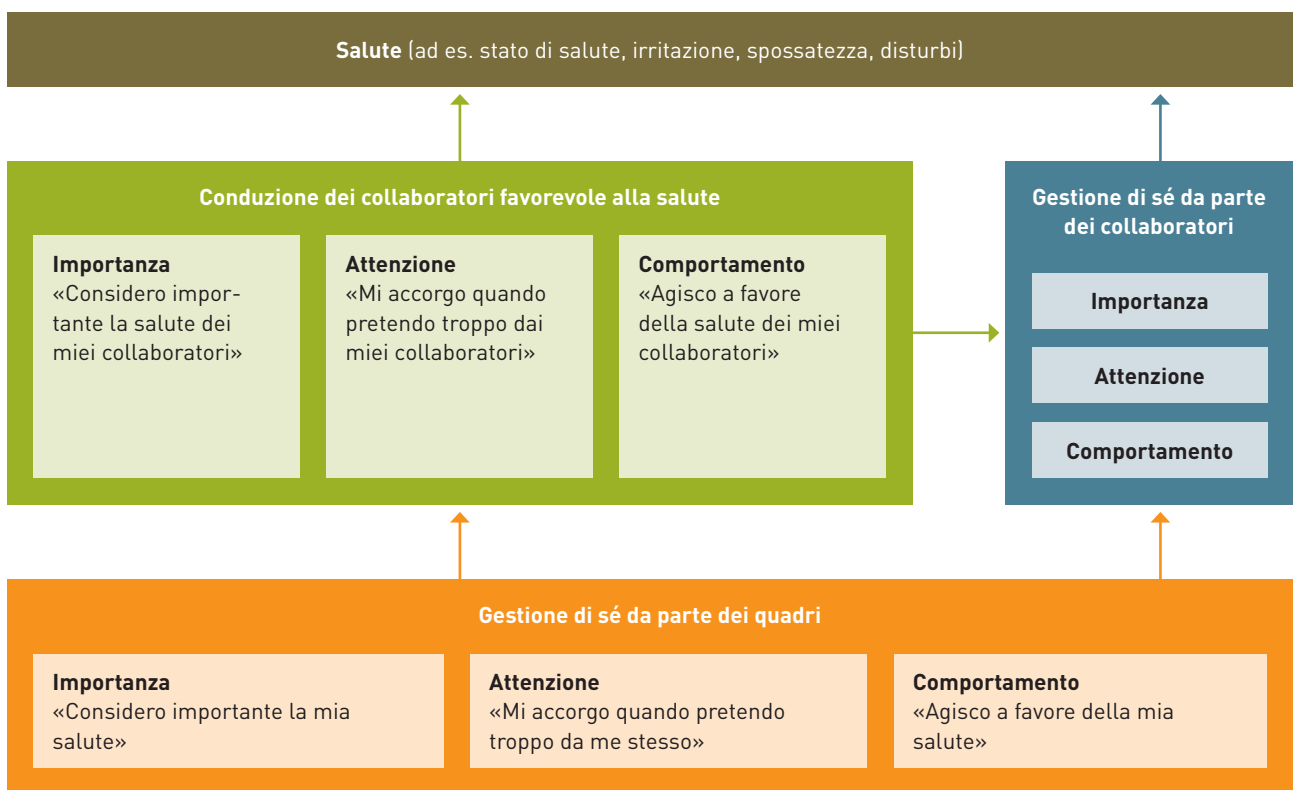 Salute (ad es. stato di salute, irritazione, spossatezza, disturbi)
Conduzione dei collaboratori favorevole alla salute
Importanza
«Considero impor-
tante la salute dei
miei collaboratori»
Attenzione
«Mi accorgo quando
pretendo troppo dai
miei collaboratori»
Comportamento
«Agisco a favore
della salute dei miei
collaboratori»
Gestione di sé da parte
dei collaboratori
Importanza
Attenzione
Comportamento
Gestione di sé da parte dei quadri
Importanza
«Considero importante la mia
salute»
Attenzione
«Mi accorgo quando pretendo
troppo da me stesso»
Comportamento
«Agisco a favore della mia
salute»